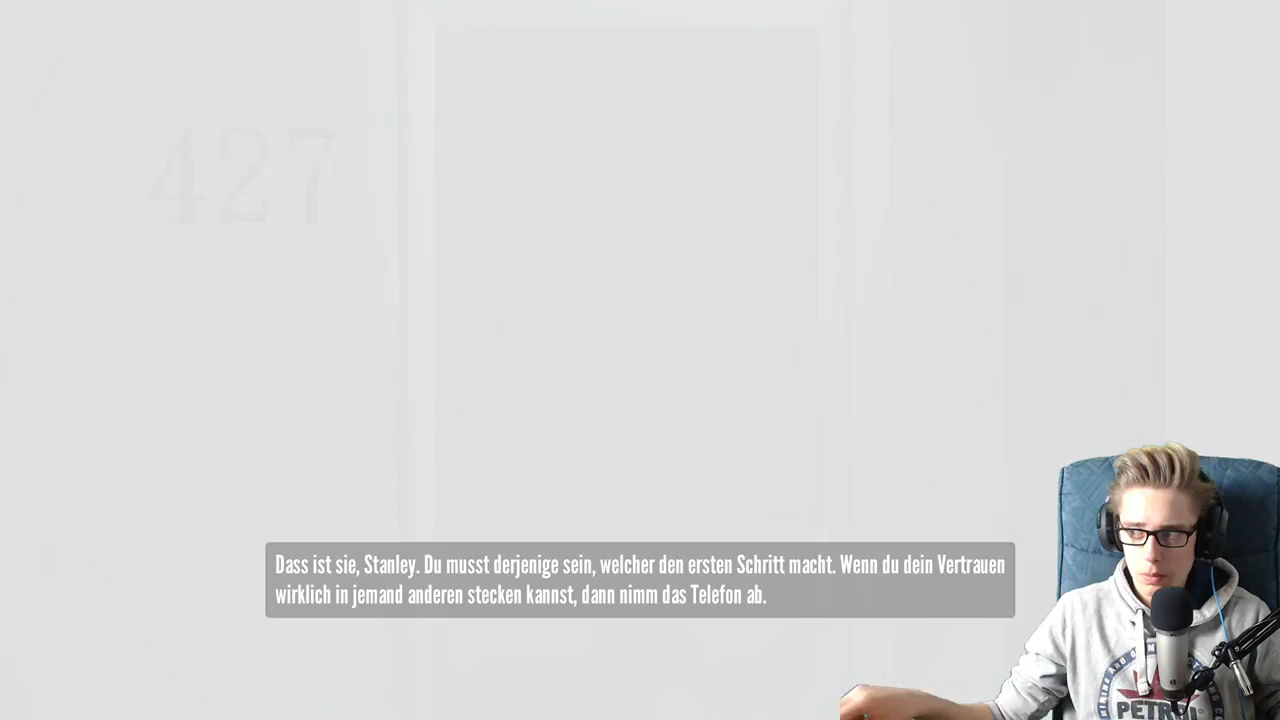 427
Dass ist sie, Stanley. Du musst derjenige sein, welcher den ersten Schritt macht. Wenn du dein Vertrauen
wirklich in jemand anderen stecken kannst, dann nimm das Telefon ab.
PETROL